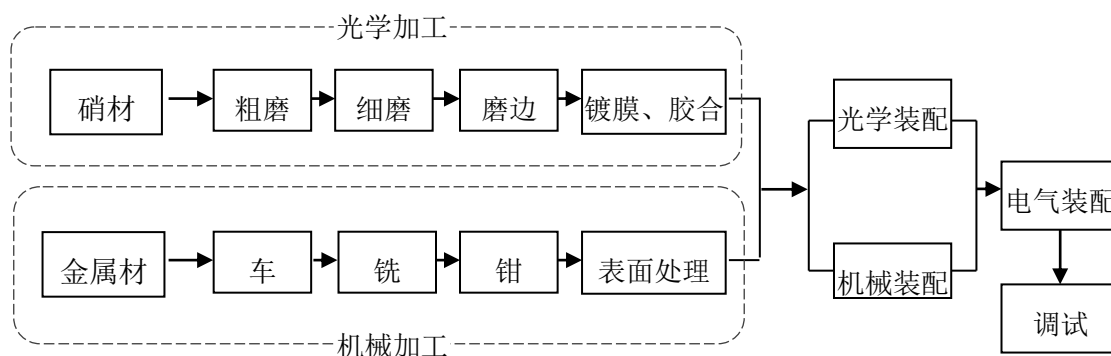 光学加工
硝材
粗磨
细磨
磨边
镀膜、胶合
光学装配
电气装配
金属材
车
铣
钳
表面处理
机械装配
调试
机械加工